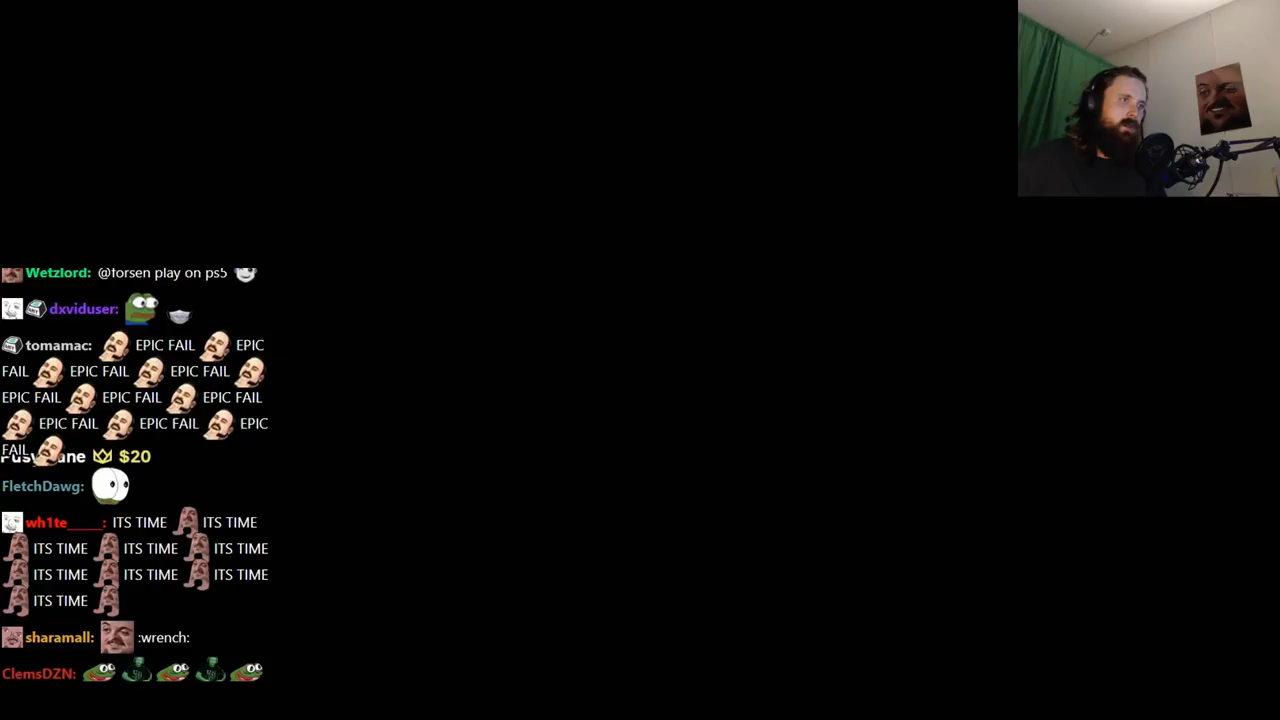 Wetzlord: @forsen play on ps5
dxviduser:
tomamac: EPIC FAIL EPIC
FAIL EPIC FAIL EPIC FAIL
EPIC FAIL EPIC FAIL EPIC FAIL
EPIC FAIL EPIC FAIL EPIC
FAIL
$20
FletchDawg:
wh1te_____: ITS TIME ITS TIME
ITS TIME ITS TIME ITS TIME
ITS TIME ITS TIME ITS TIME
ITS TIME
sharamall: :wrench:
ClemsDZN: